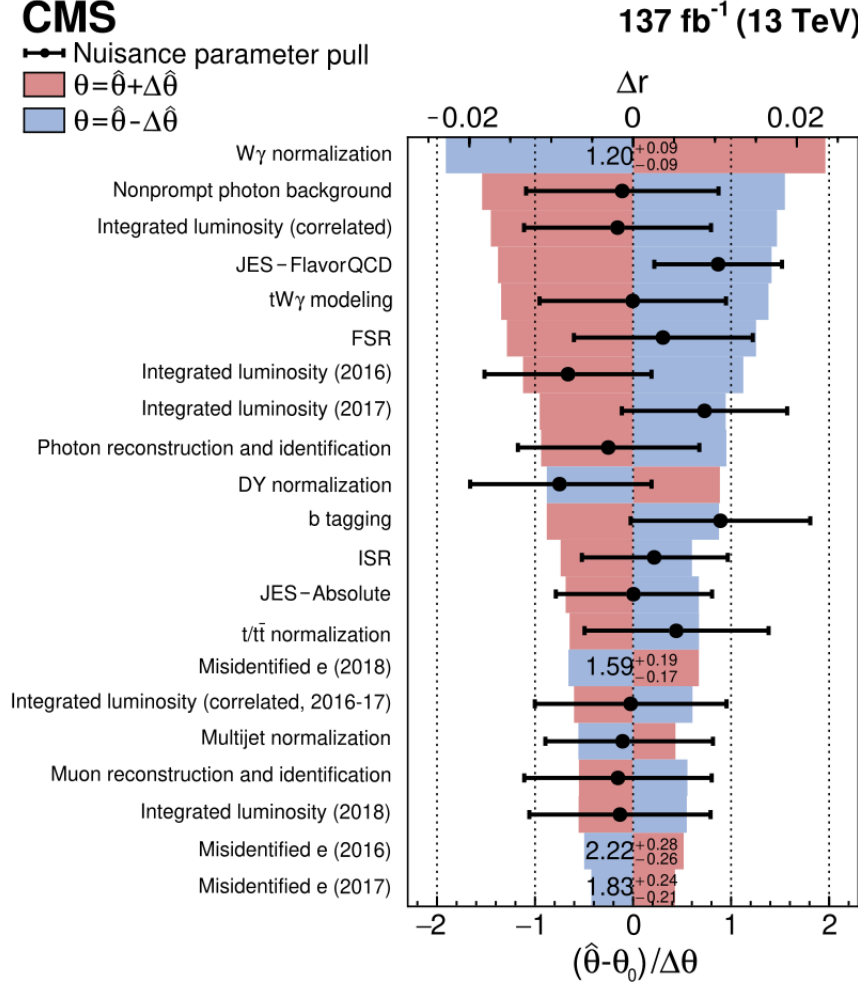 CMS
137 fb⁻¹ (13 TeV)
Nuisance parameter pull
θ=θ̂+Δθ̂
θ=θ̂−Δθ̂
Δr
−0.02 0 0.02
Wγ normalization 1.20 +0.09 −0.09
Nonprompt photon background
Integrated luminosity (correlated)
JES−FlavorQCD
tWγ modeling
FSR
Integrated luminosity (2016)
Integrated luminosity (2017)
Photon reconstruction and identification
DY normalization
b tagging
ISR
JES−Absolute
t/tt̄ normalization
Misidentified e (2018) 1.59 +0.19 −0.17
Integrated luminosity (correlated, 2016-17)
Multijet normalization
Muon reconstruction and identification
Integrated luminosity (2018)
Misidentified e (2016) 2.22 +0.28 −0.26
Misidentified e (2017) 1.83 +0.24 −0.21
−2 −1 0 1 2
(θ̂-θ₀)/Δθ